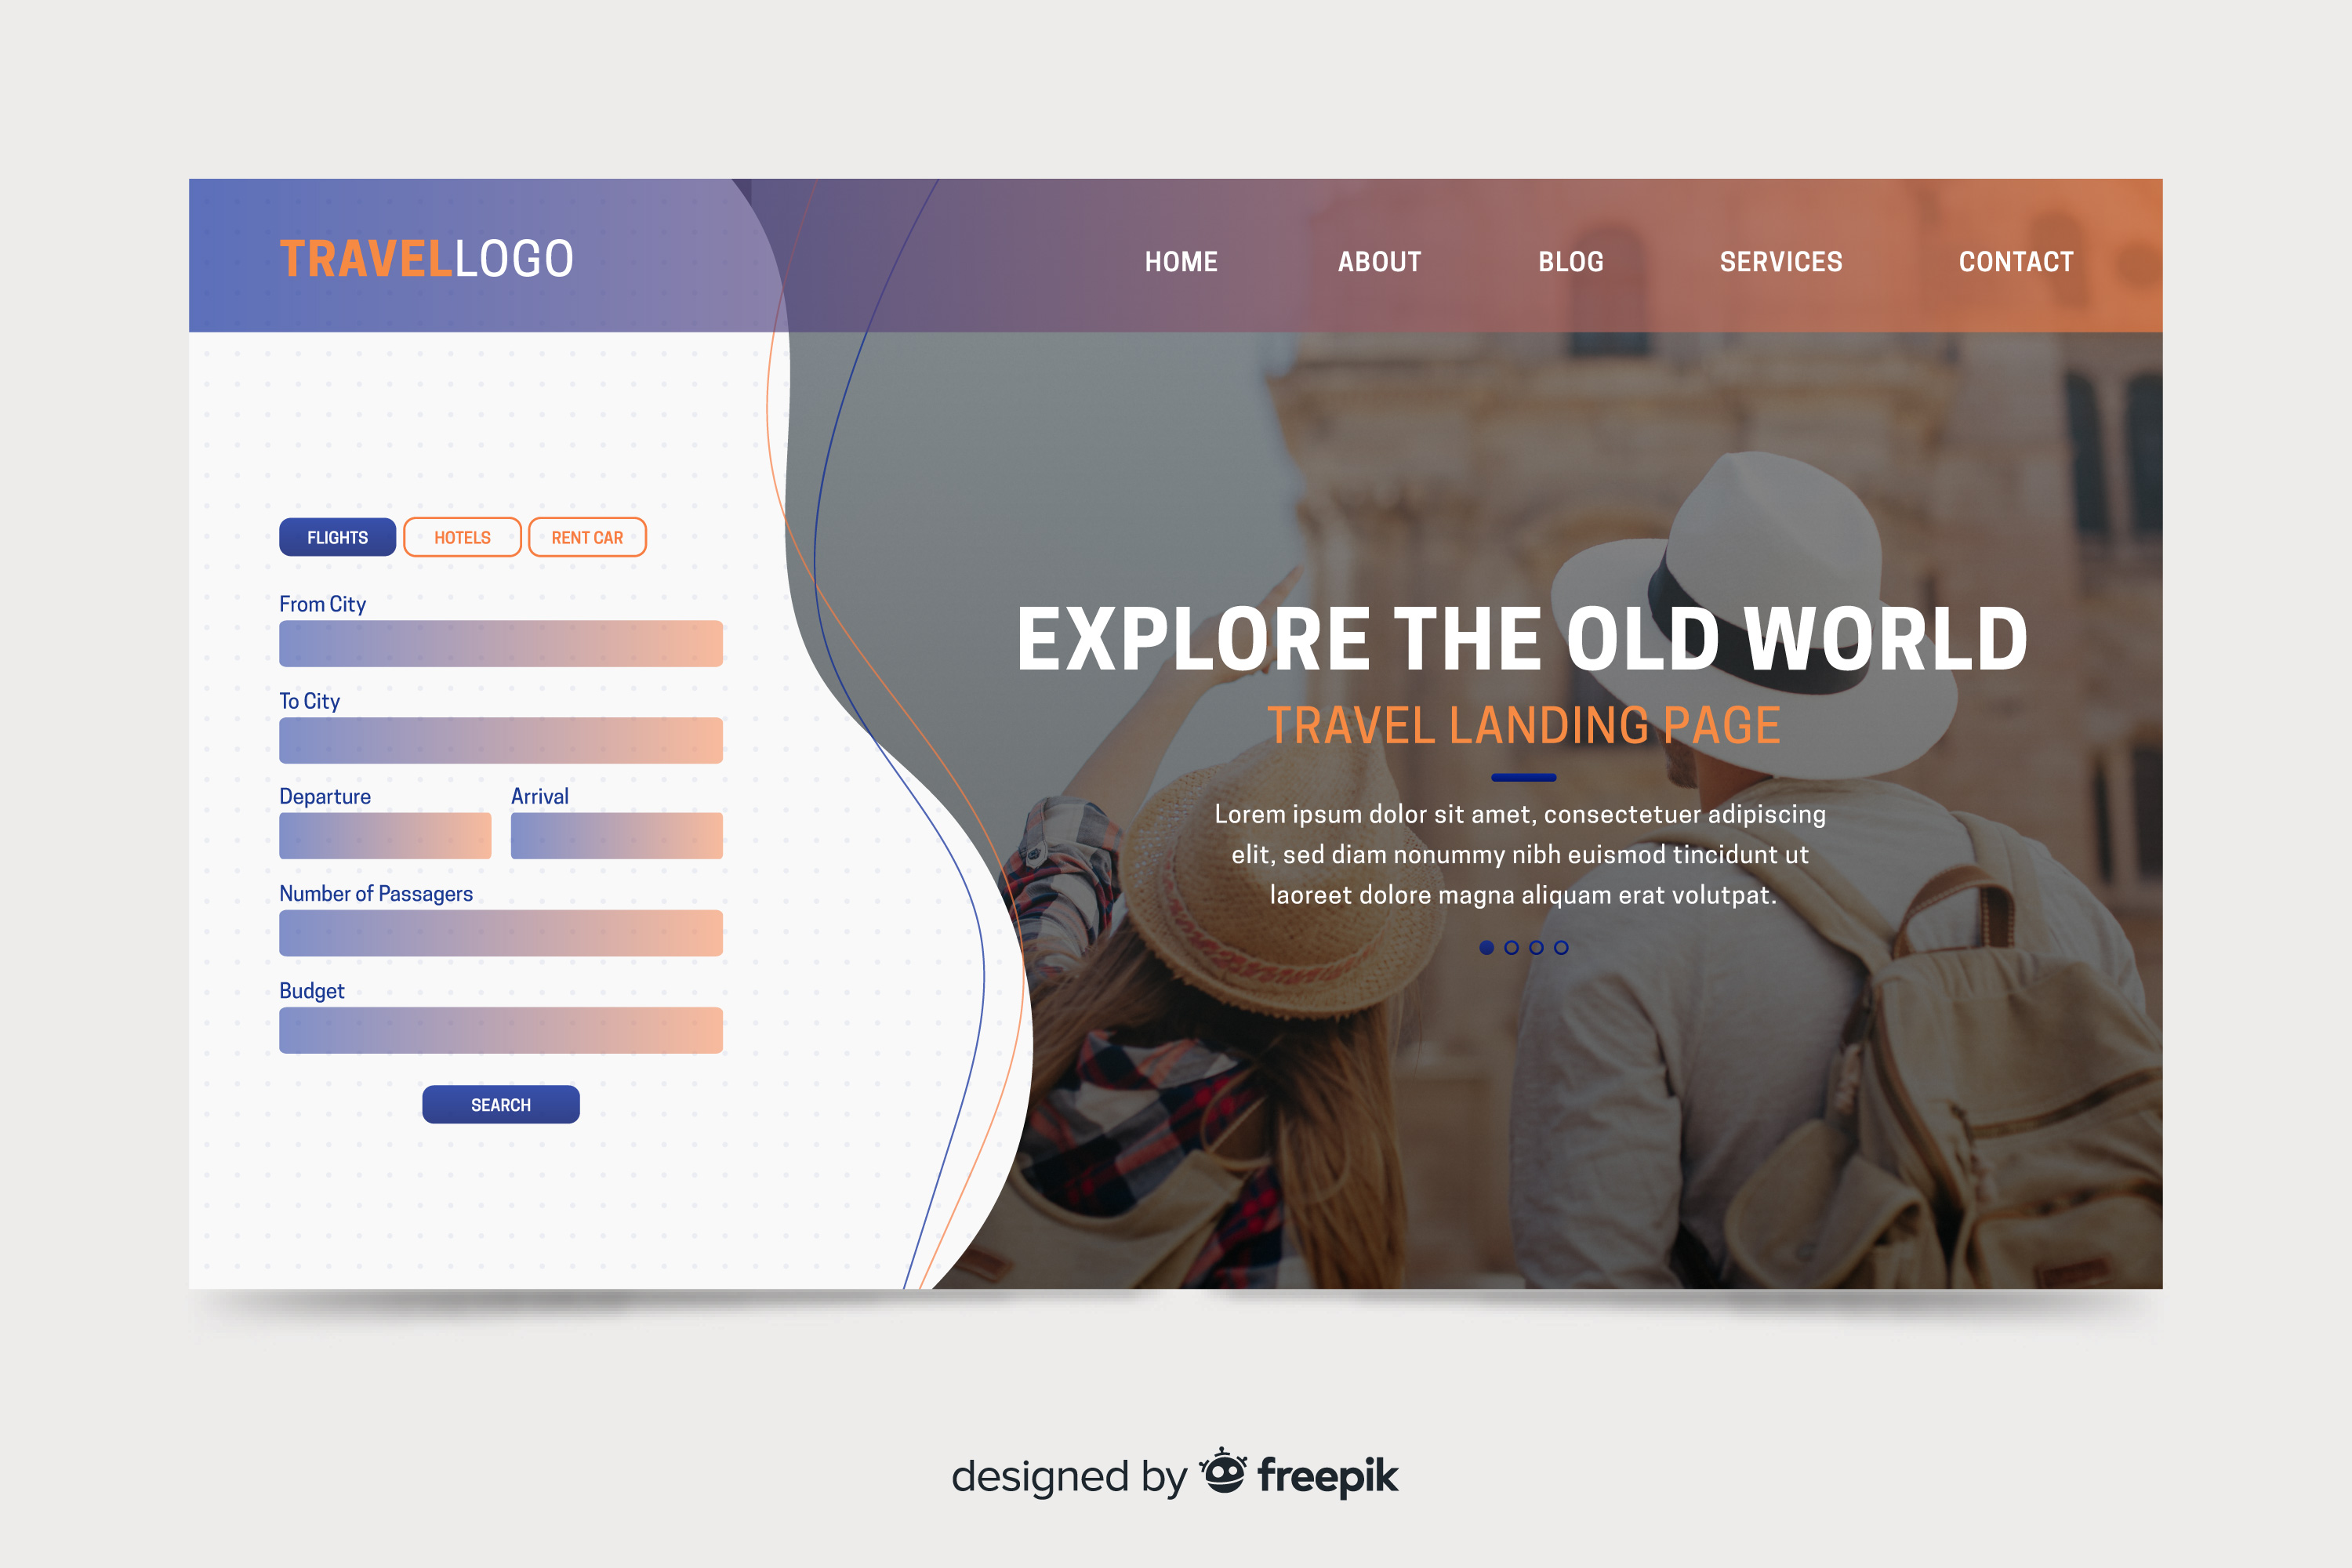 TRAVELLOGO
HOME ABOUT BLOG SERVICES CONTACT
FLIGHTS HOTELS RENT CAR
From City
To City
Departure Arrival
Number of Passagers
Budget
SEARCH
EXPLORE THE OLD WORLD
TRAVEL LANDING PAGE
Lorem ipsum dolor sit amet, consectetuer adipiscing
elit, sed diam nonummy nibh euismod tincidunt ut
laoreet dolore magna aliquam erat volutpat.
designed by freepik